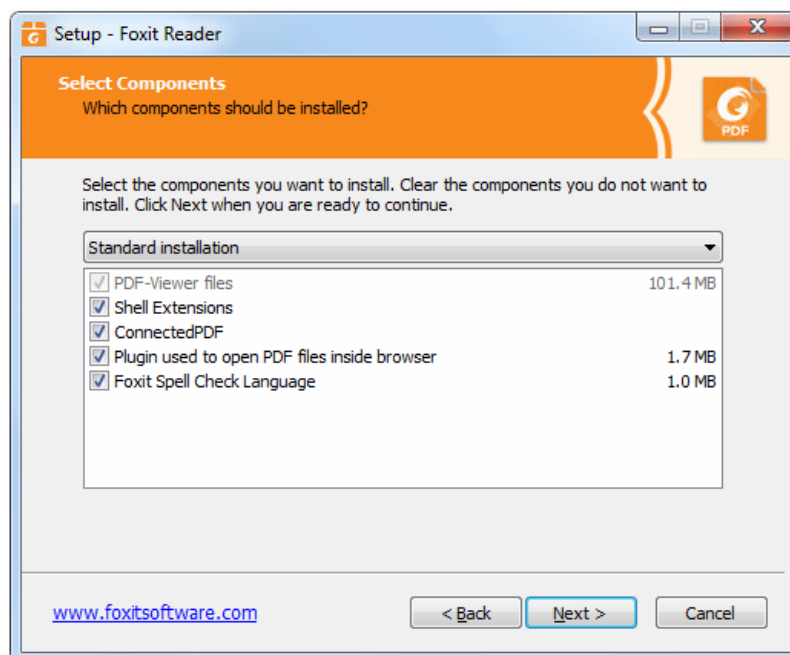 Setup - Foxit Reader
Select Components
Which components should be installed?
PDF
Select the components you want to install. Clear the components you do not want to
install. Click Next when you are ready to continue.
Standard installation
PDF-Viewer files 101.4 MB
Shell Extensions
ConnectedPDF
Plugin used to open PDF files inside browser 1.7 MB
Foxit Spell Check Language 1.0 MB
www.foxitsoftware.com < Back Next > Cancel